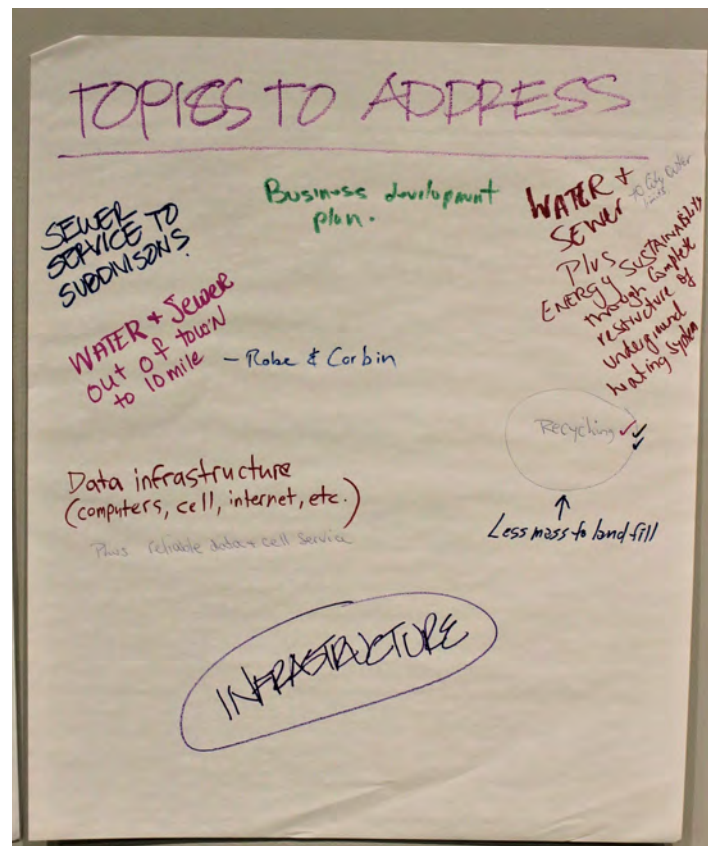 TOPICS TO ADDRESS
SEWER
SERVICE TO
SUBDIVISONS?
Business development
plan.
WATER +
SEWER
to City outer
limits
Plus
ENERGY SUSTAINABILITY
through complete
restructure of
underground
heating system
WATER + Sewer
out of town
to 10 mile
- Robe & Corbin
Recycling ✓✓✓
Less mass to landfill
Data infrastructure
(computers, cell, internet, etc.)
Plus reliable data + cell service
INFRASTRUCTURE